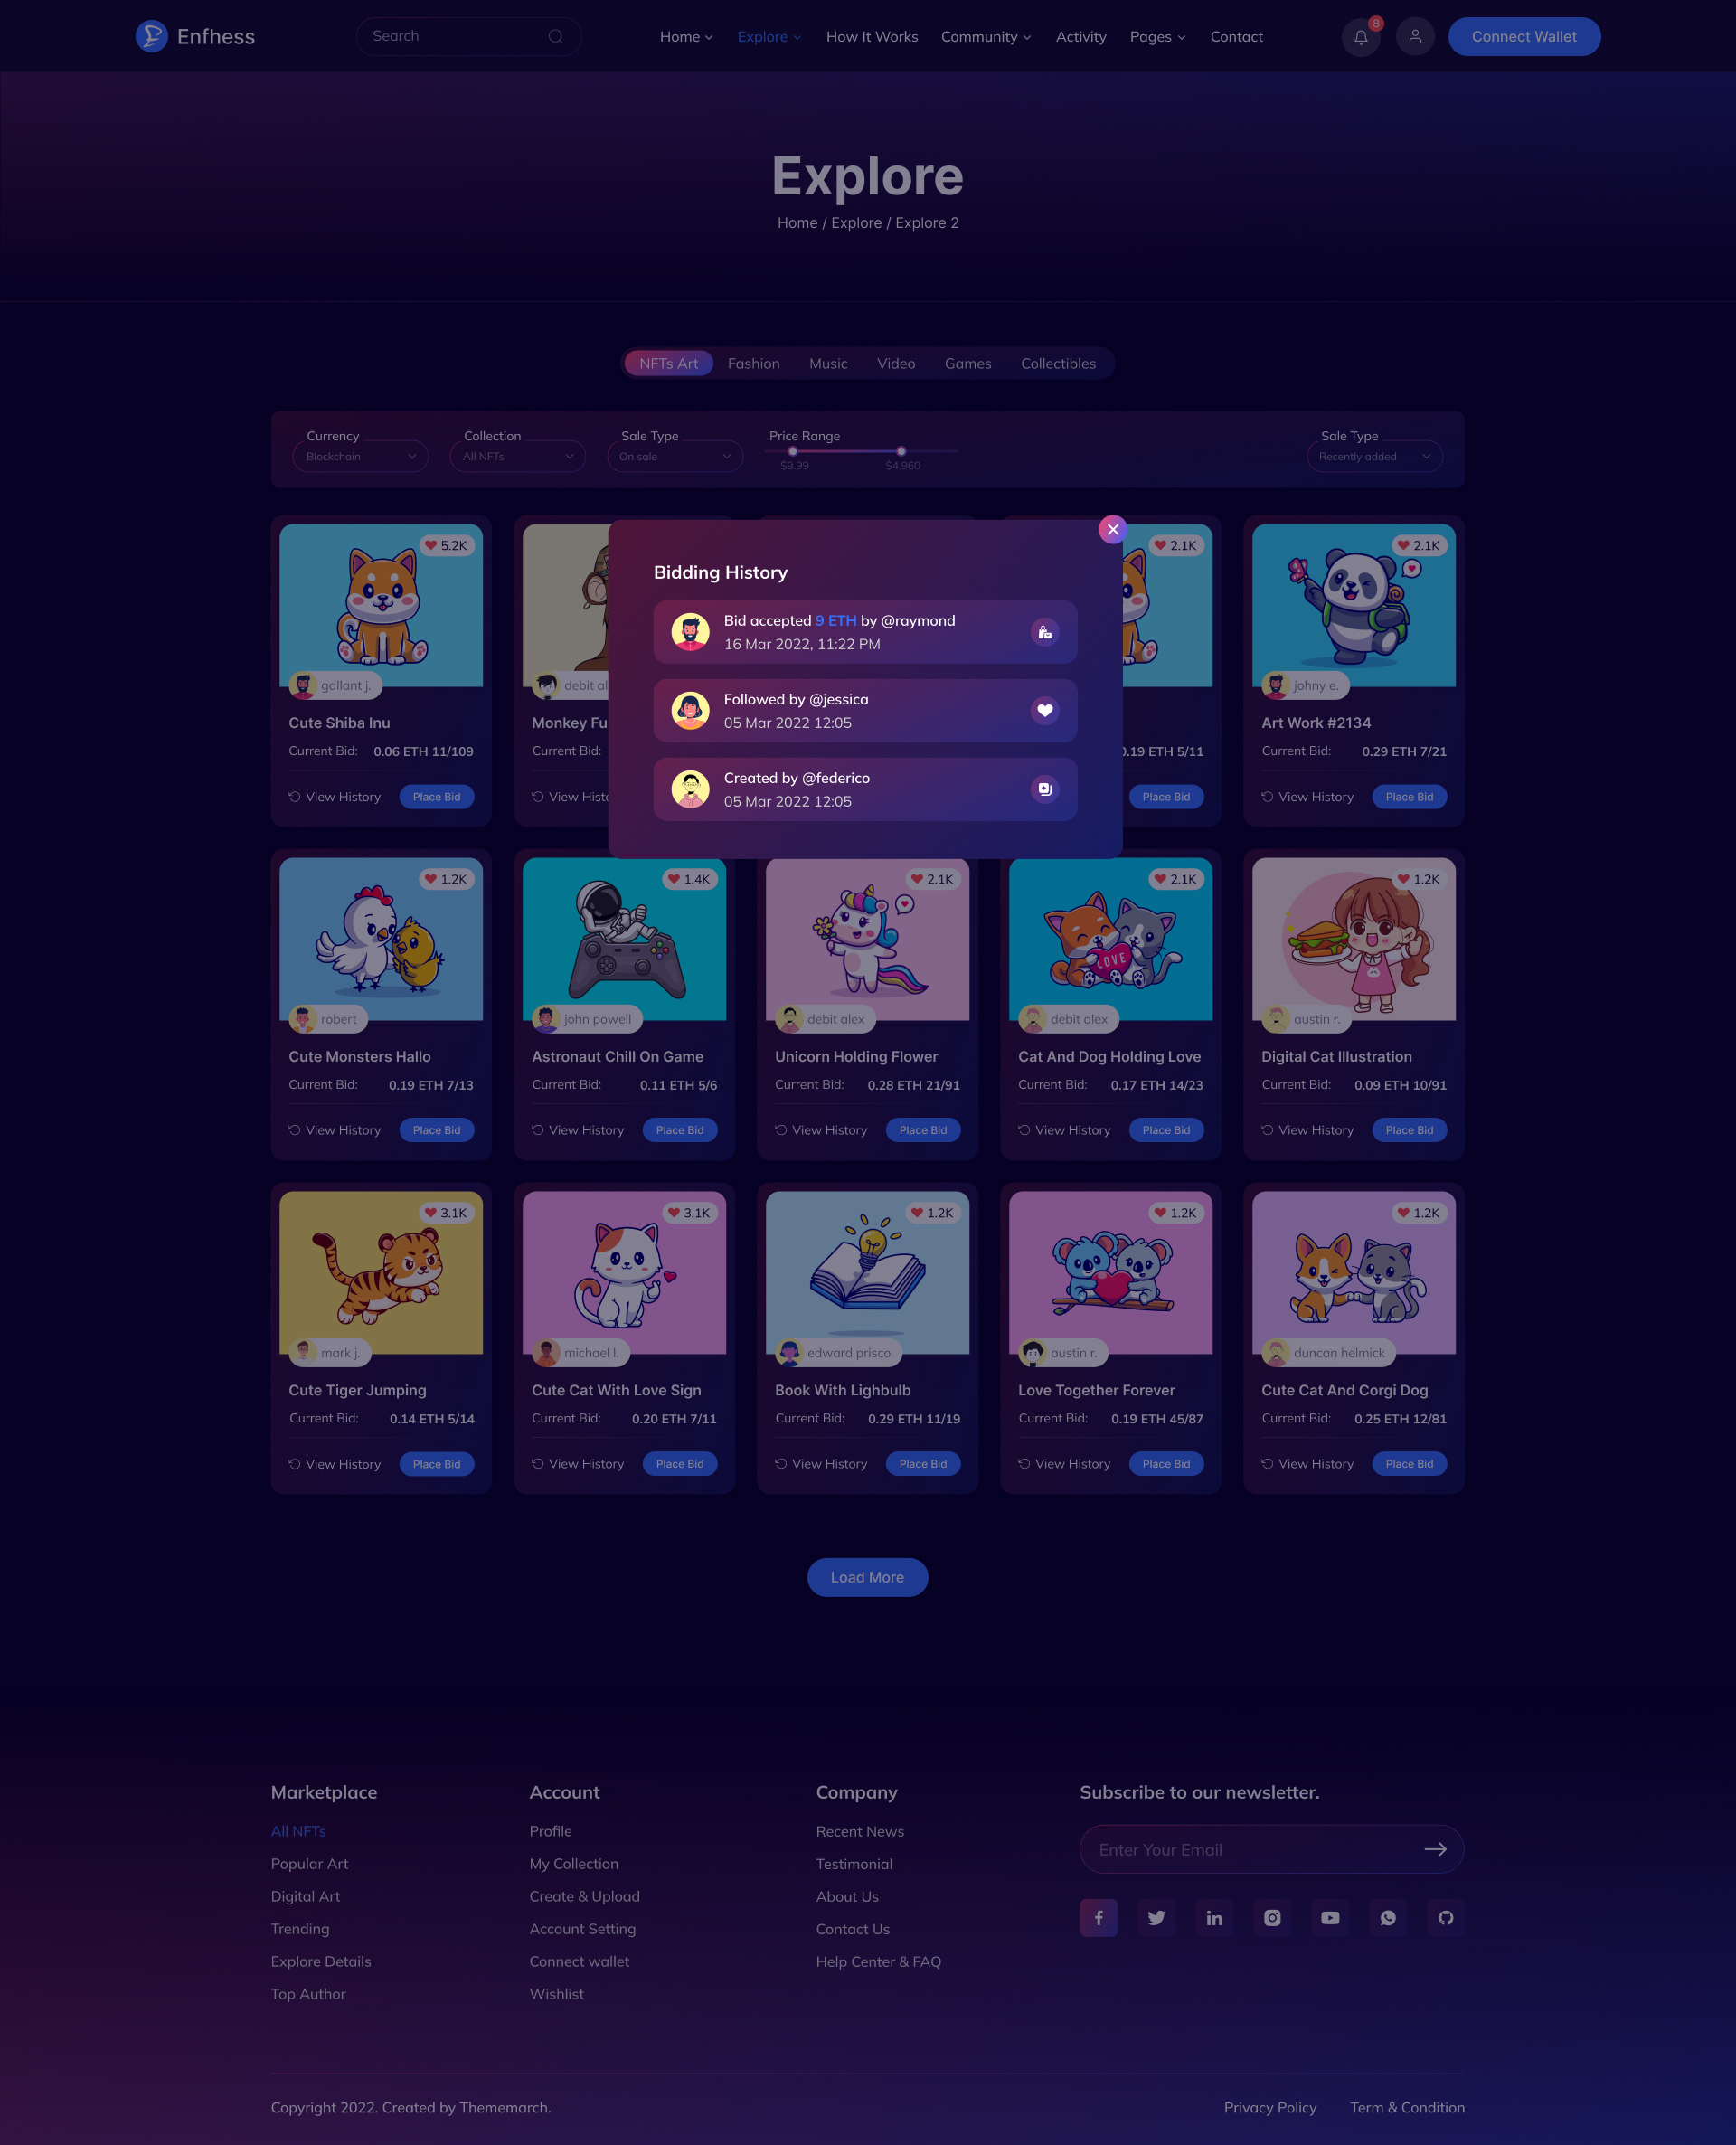 Enfhess
Search
Home
Explore
How It Works
Community
Activity
Pages
Contact
8
Connect Wallet
Explore
Home / Explore / Explore 2
NFTs Art
Fashion
Music
Video
Games
Collectibles
Currency
Blockchain
Collection
All NFTs
Sale Type
On sale
Price Range
$9.99
$4.960
Sale Type
Recently added
Bidding History
Bid accepted 9 ETH by @raymond
16 Mar 2022, 11:22 PM
Followed by @jessica
05 Mar 2022 12:05
Created by @federico
05 Mar 2022 12:05
5.2K
gallant j.
Cute Shiba Inu
Current Bid: 0.06 ETH 11/109
View History
Place Bid
debit al
Monkey Fu
Current Bid:
View Histo
2.1K
0.19 ETH 5/11
Place Bid
2.1K
johny e.
Art Work #2134
Current Bid: 0.29 ETH 7/21
View History
Place Bid
1.2K
robert
Cute Monsters Hallo
Current Bid: 0.19 ETH 7/13
View History
Place Bid
1.4K
john powell
Astronaut Chill On Game
Current Bid: 0.11 ETH 5/6
View History
Place Bid
2.1K
debit alex
Unicorn Holding Flower
Current Bid: 0.28 ETH 21/91
View History
Place Bid
2.1K
LOVE
debit alex
Cat And Dog Holding Love
Current Bid: 0.17 ETH 14/23
View History
Place Bid
1.2K
austin r.
Digital Cat Illustration
Current Bid: 0.09 ETH 10/91
View History
Place Bid
3.1K
mark j.
Cute Tiger Jumping
Current Bid: 0.14 ETH 5/14
View History
Place Bid
3.1K
michael l.
Cute Cat With Love Sign
Current Bid: 0.20 ETH 7/11
View History
Place Bid
1.2K
edward prisco
Book With Lighbulb
Current Bid: 0.29 ETH 11/19
View History
Place Bid
1.2K
austin r.
Love Together Forever
Current Bid: 0.19 ETH 45/87
View History
Place Bid
1.2K
duncan helmick
Cute Cat And Corgi Dog
Current Bid: 0.25 ETH 12/81
View History
Place Bid
Load More
Marketplace
All NFTs
Popular Art
Digital Art
Trending
Explore Details
Top Author
Account
Profile
My Collection
Create & Upload
Account Setting
Connect wallet
Wishlist
Company
Recent News
Testimonial
About Us
Contact Us
Help Center & FAQ
Subscribe to our newsletter.
Enter Your Email
Copyright 2022. Created by Thememarch.
Privacy Policy
Term & Condition